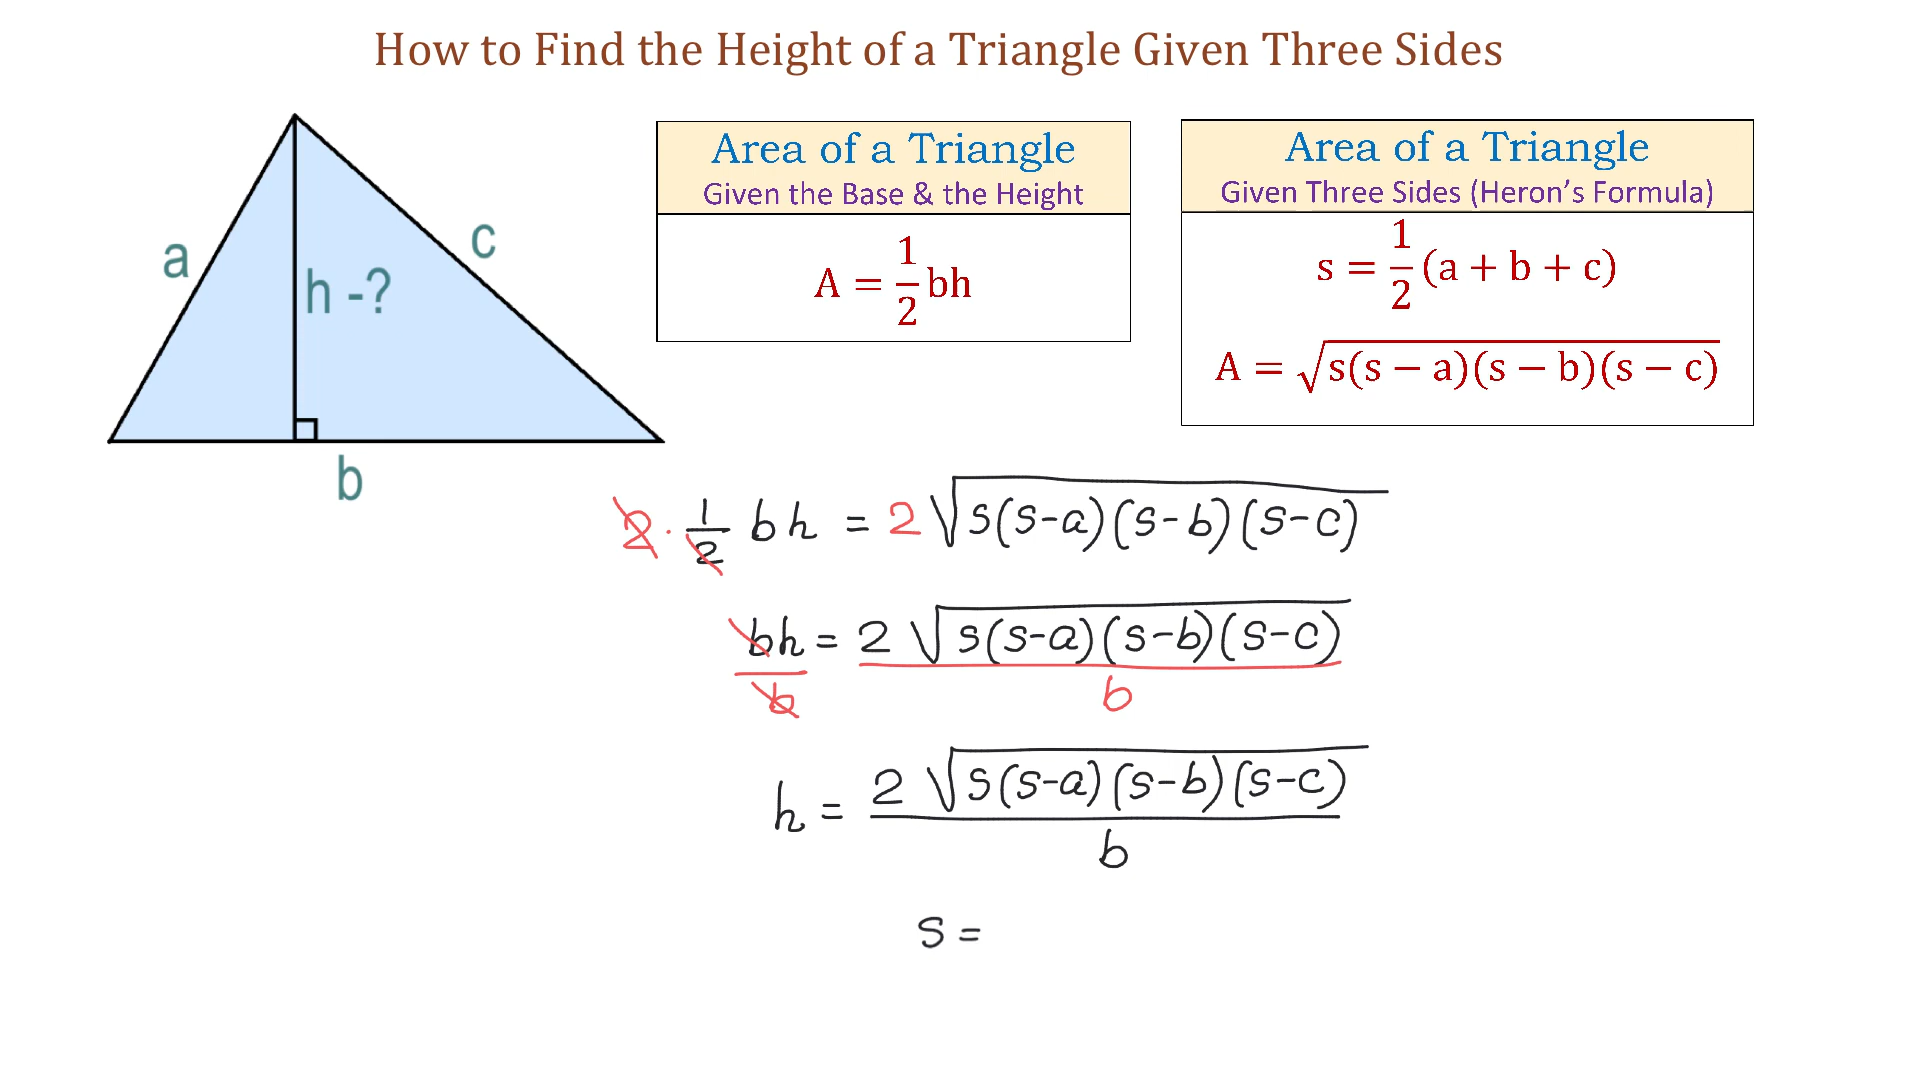 How to Find the Height of a Triangle Given Three Sides
a
c
h -?
b
Area of a Triangle
Given the Base & the Height
A = 1/2 bh
Area of a Triangle
Given Three Sides (Heron's Formula)
s = 1/2 (a + b + c)
A = √s(s − a)(s − b)(s − c)
2 · 1/2 b h = 2 √s(s-a)(s-b)(s-c)
bh/b = 2 √s(s-a)(s-b)(s-c)/b
h = 2 √s(s-a)(s-b)(s-c)/b
s =